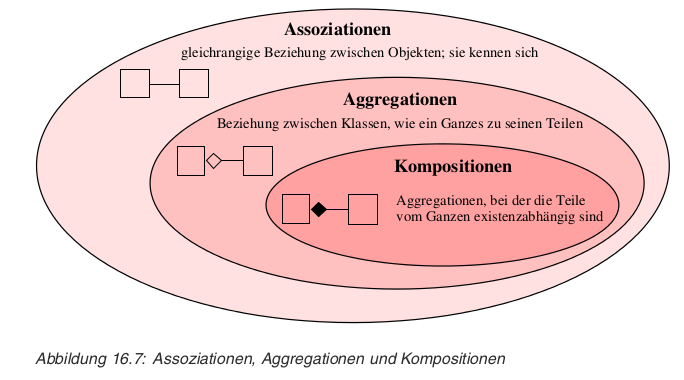 Assoziationen
gleichrangige Beziehung zwischen Objekten; sie kennen sich
Aggregationen
Beziehung zwischen Klassen, wie ein Ganzes zu seinen Teilen
Kompositionen
Aggregationen, bei der die Teile
vom Ganzen existenzabhängig sind
Abbildung 16.7: Assoziationen, Aggregationen und Kompositionen